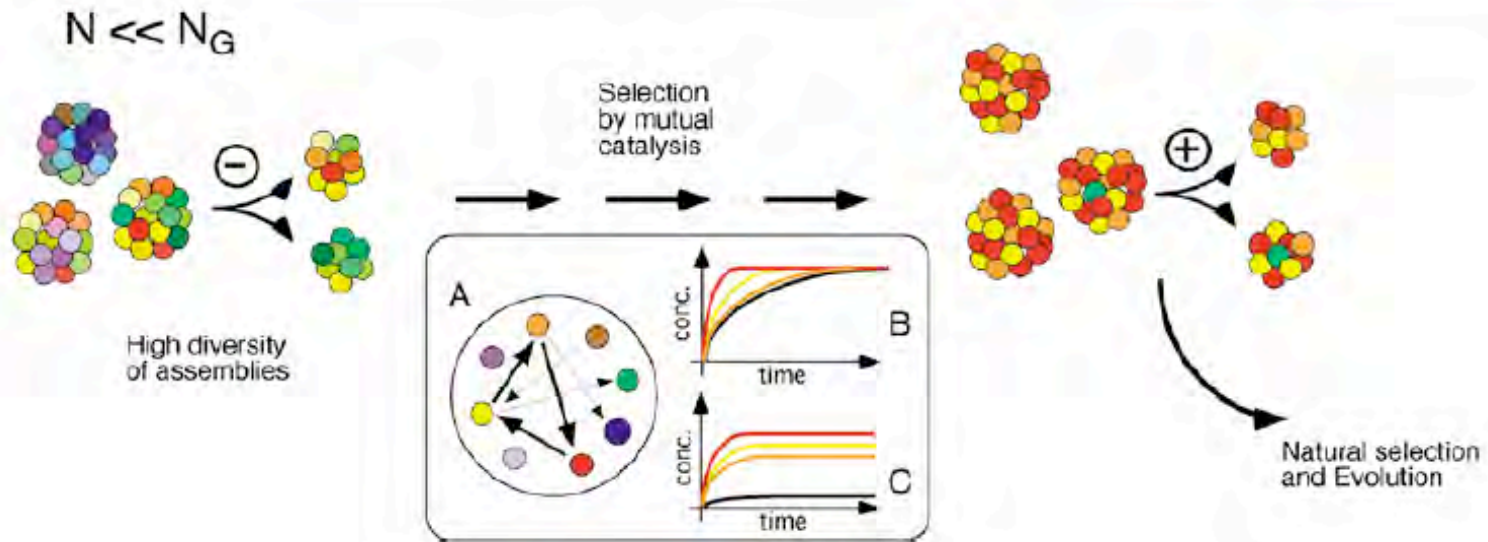 N << NG
Selection
by mutual
catalysis
−
+
High diversity
of assemblies
A
conc.
B
time
conc.
C
time
Natural selection
and Evolution